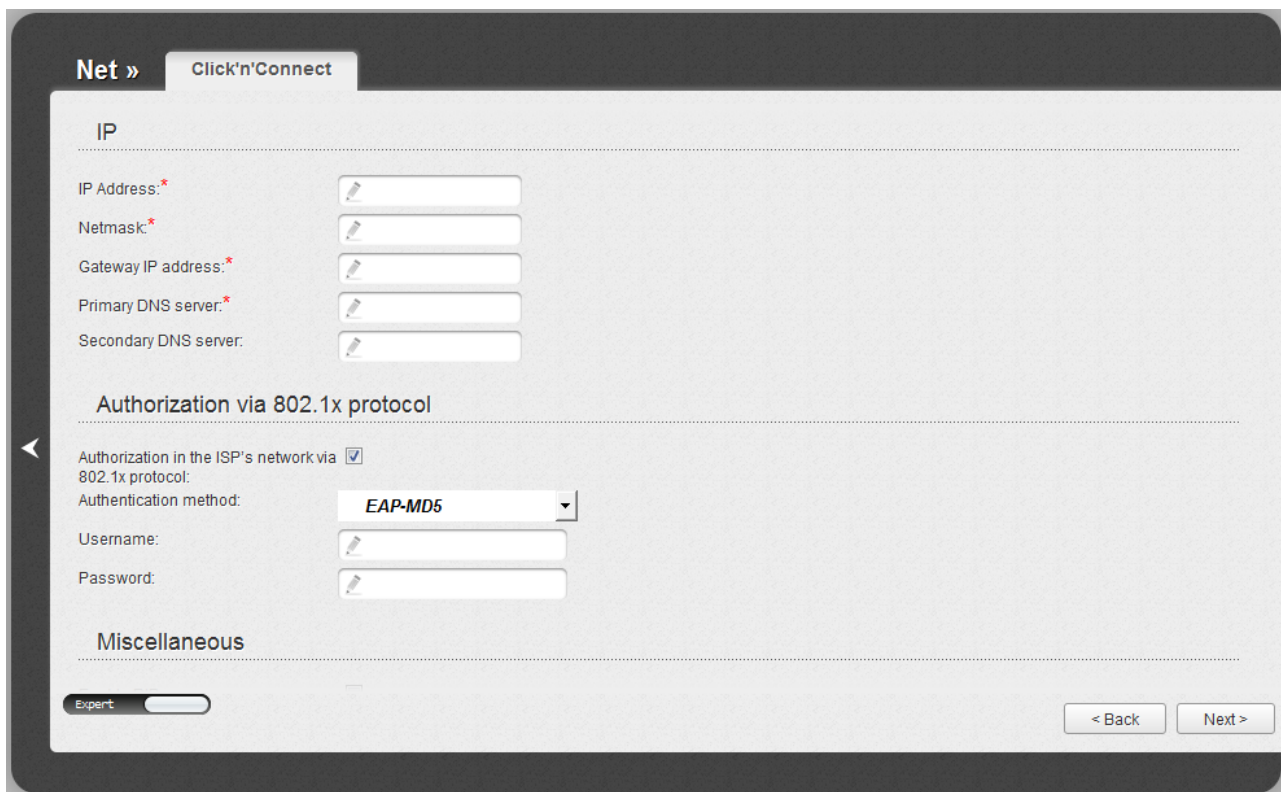 Net »
Click'n'Connect
IP
IP Address:*
Netmask:*
Gateway IP address:*
Primary DNS server:*
Secondary DNS server:
Authorization via 802.1x protocol
Authorization in the ISP's network via
802.1x protocol:
Authentication method:
EAP-MD5
Username:
Password:
Miscellaneous
Expert
< Back
Next >